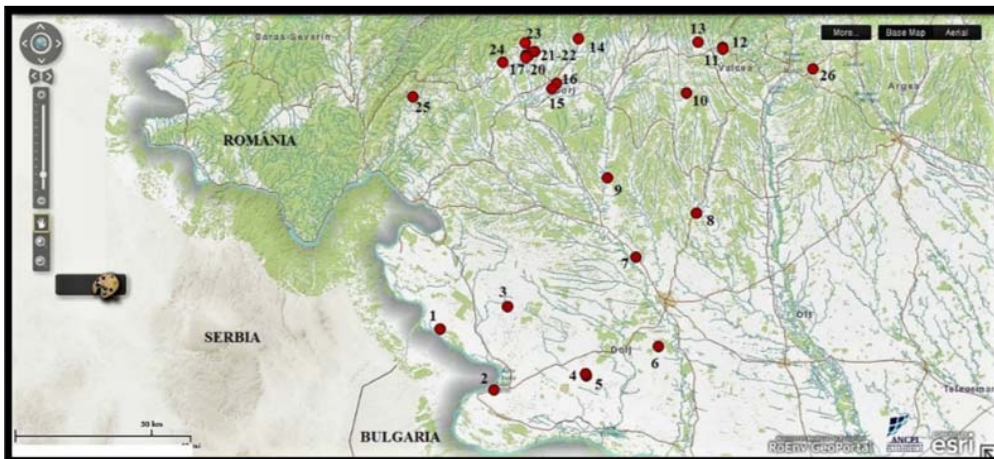 More...
Base Map
Aerial
Caras-Severin
23
24
14
13
12
21-22
17-20
11
Valcea
26
16
Gorj
15
25
10
Arges
ROMÂNIA
9
8
7
3
1
SERBIA
Olt
6
Dolj
4
5
2
30 km
BULGARIA
ANCPI
RoEnv GeoPortal
esri